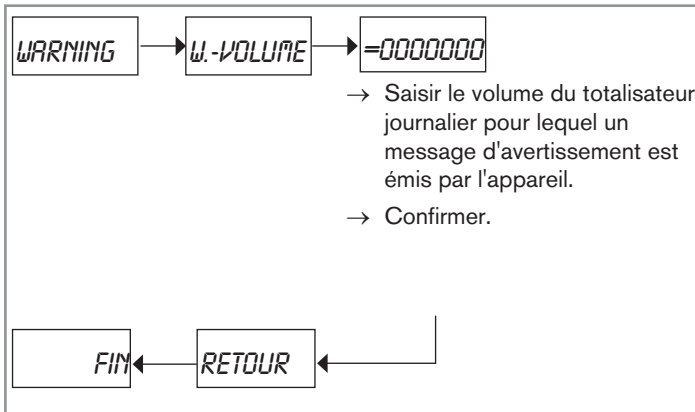 WARNING
W.-VOLUME
=0000000
→ Saisir le volume du totalisateur
journalier pour lequel un
message d'avertissement est
émis par l'appareil.
→ Confirmer.
FIN
RETOUR